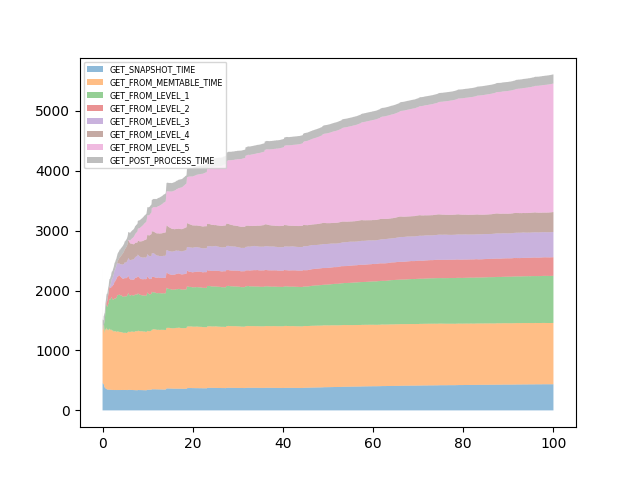 GET_SNAPSHOT_TIME
GET_FROM_MEMTABLE_TIME
GET_FROM_LEVEL_1
GET_FROM_LEVEL_2
GET_FROM_LEVEL_3
GET_FROM_LEVEL_4
GET_FROM_LEVEL_5
GET_POST_PROCESS_TIME
5000
4000
3000
2000
1000
0
0 20 40 60 80 100